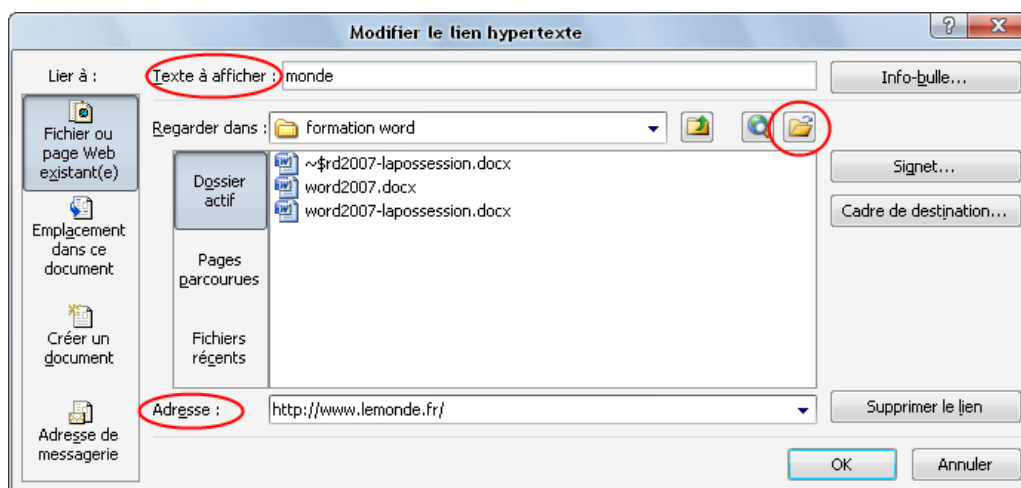 Modifier le lien hypertexte
Lier à :
Texte à afficher : monde
Info-bulle...
Fichier ou
page Web
existant(e)
Regarder dans : formation word
Dossier
actif
~$rd2007-lapossession.docx
word2007.docx
word2007-lapossession.docx
Signet...
Cadre de destination...
Emplacement
dans ce
document
Pages
parcourues
Créer un
document
Fichiers
récents
Adresse de
messagerie
Adresse : http://www.lemonde.fr/
Supprimer le lien
OK
Annuler